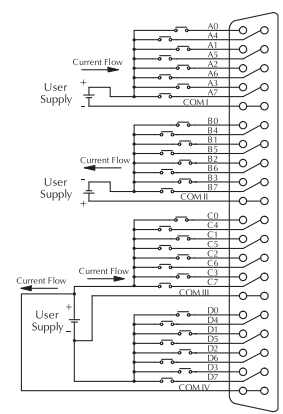 A0
A4
A1
A5
A2
A6
A3
A7
COM I
Current Flow
+
User
Supply
-
B0
B4
B1
B5
B2
B6
B3
B7
COM II
Current Flow
-
User
Supply
+
C0
C4
C1
C5
C2
C6
C3
C7
COM III
Current Flow
Current Flow
+
User
Supply
-
D0
D4
D1
D5
D2
D6
D3
D7
COM IV